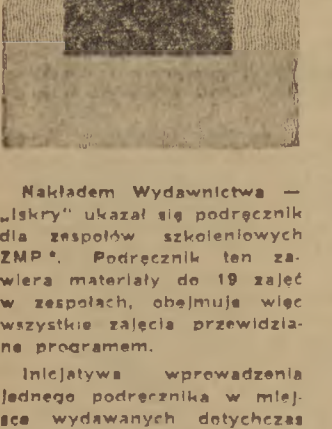 Nakładem Wydawnictwa —
„Iskry" ukazał się podręcznik
dla zespołów szkoleniowych
ZMP *. Podręcznik ten za-
wiera materiały do 19 zajęć
w zespołach, obejmuje więc
wszystkie zajęcia przewidzia-
ne programem.
Inicjatywa wprowadzenia
jednego podręcznika w miej-
sce wydawanych dotychczas